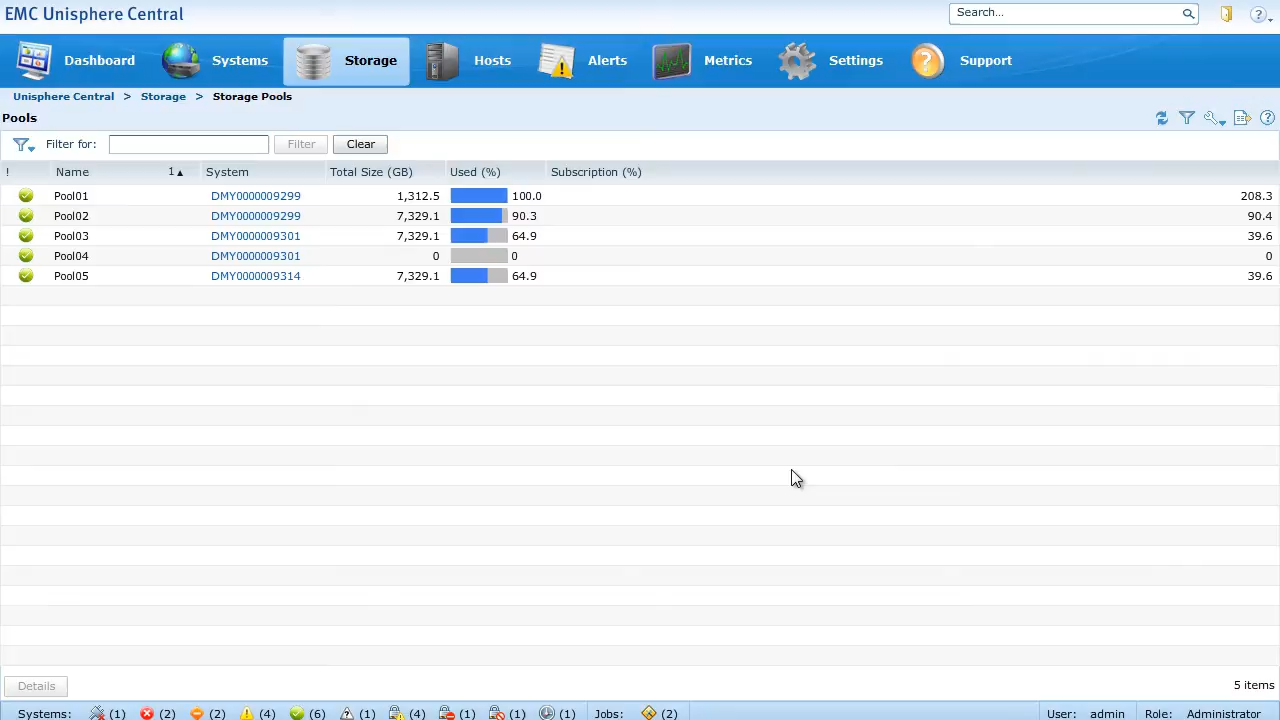 EMC Unisphere Central
Search...
Dashboard Systems Storage Hosts Alerts Metrics Settings Support
Unisphere Central > Storage > Storage Pools
Pools
Filter for: Filter Clear
! Name 1▲ System Total Size (GB) Used (%) Subscription (%)
Pool01 DMY0000009299 1,312.5 100.0 208.3
Pool02 DMY0000009299 7,329.1 90.3 90.4
Pool03 DMY0000009301 7,329.1 64.9 39.6
Pool04 DMY0000009301 0 0 0
Pool05 DMY0000009314 7,329.1 64.9 39.6
Details 5 items
Systems: (1) (2) (2) (4) (6) (1) (4) (1) (1) (1) Jobs: (2) User: admin Role: Administrator